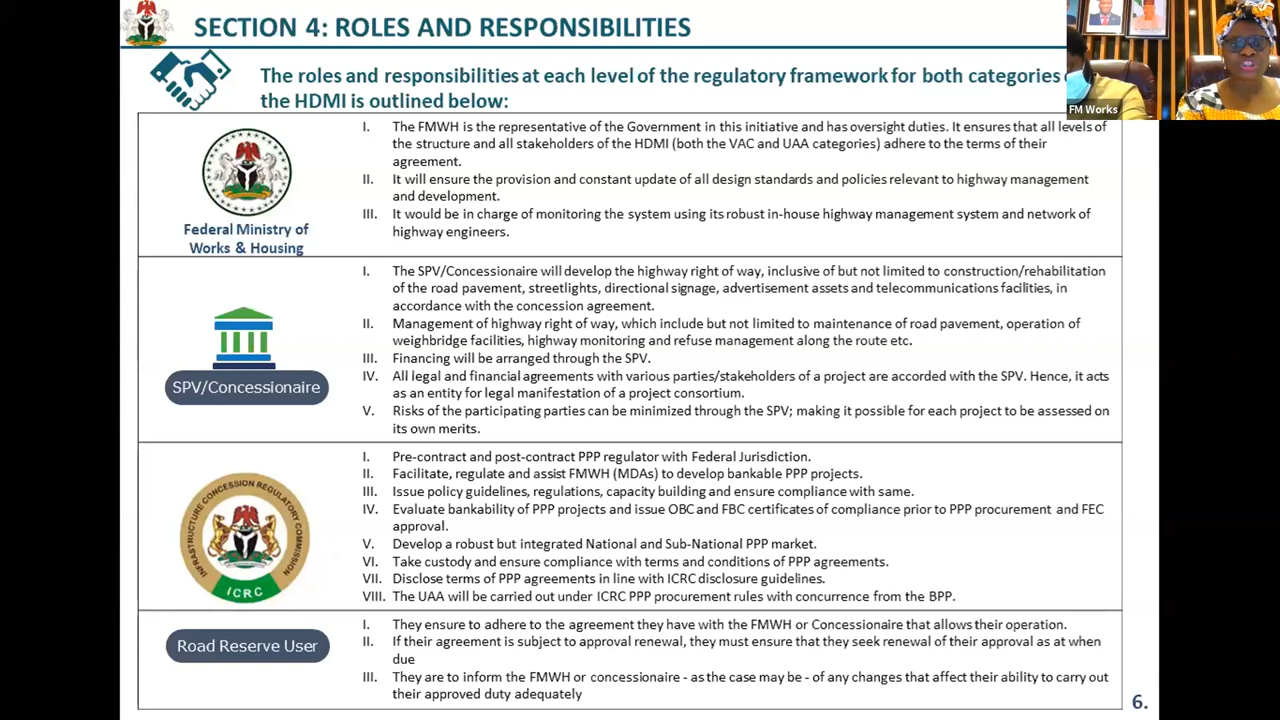 SECTION 4: ROLES AND RESPONSIBILITIES
The roles and responsibilities at each level of the regulatory framework for both categories
the HDMI is outlined below:
FM Works
Federal Ministry of
Works & Housing
I. The FMWH is the representative of the Government in this initiative and has oversight duties. It ensures that all levels of
the structure and all stakeholders of the HDMI (both the VAC and UAA categories) adhere to the terms of their
agreement.
II. It will ensure the provision and constant update of all design standards and policies relevant to highway management
and development.
III. It would be in charge of monitoring the system using its robust in-house highway management system and network of
highway engineers.
SPV/Concessionaire
I. The SPV/Concessionaire will develop the highway right of way, inclusive of but not limited to construction/rehabilitation
of the road pavement, streetlights, directional signage, advertisement assets and telecommunications facilities, in
accordance with the concession agreement.
II. Management of highway right of way, which include but not limited to maintenance of road pavement, operation of
weighbridge facilities, highway monitoring and refuse management along the route etc.
III. Financing will be arranged through the SPV.
IV. All legal and financial agreements with various parties/stakeholders of a project are accorded with the SPV. Hence, it acts
as an entity for legal manifestation of a project consortium.
V. Risks of the participating parties can be minimized through the SPV; making it possible for each project to be assessed on
its own merits.
INFRASTRUCTURE CONCESSION REGULATORY COMMISSION
ICRC
I. Pre-contract and post-contract PPP regulator with Federal Jurisdiction.
II. Facilitate, regulate and assist FMWH (MDAs) to develop bankable PPP projects.
III. Issue policy guidelines, regulations, capacity building and ensure compliance with same.
IV. Evaluate bankability of PPP projects and issue OBC and FBC certificates of compliance prior to PPP procurement and FEC
approval.
V. Develop a robust but integrated National and Sub-National PPP market.
VI. Take custody and ensure compliance with terms and conditions of PPP agreements.
VII. Disclose terms of PPP agreements in line with ICRC disclosure guidelines.
VIII. The UAA will be carried out under ICRC PPP procurement rules with concurrence from the BPP.
Road Reserve User
I. They ensure to adhere to the agreement they have with the FMWH or Concessionaire that allows their operation.
II. If their agreement is subject to approval renewal, they must ensure that they seek renewal of their approval as at when
due
III. They are to inform the FMWH or concessionaire - as the case may be - of any changes that affect their ability to carry out
their approved duty adequately
6.